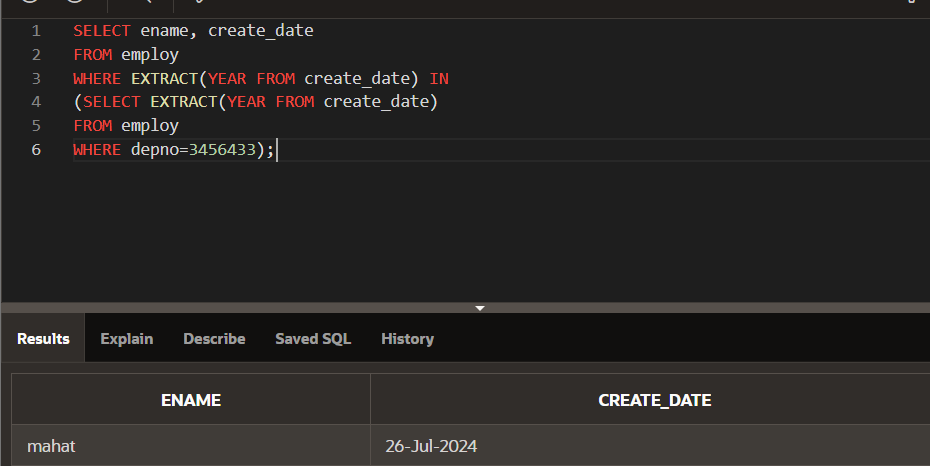 1 SELECT ename, create_date
2 FROM employ
3 WHERE EXTRACT(YEAR FROM create_date) IN
4 (SELECT EXTRACT(YEAR FROM create_date)
5 FROM employ
6 WHERE depno=3456433);
Results Explain Describe Saved SQL History
ENAME CREATE_DATE
mahat 26-Jul-2024